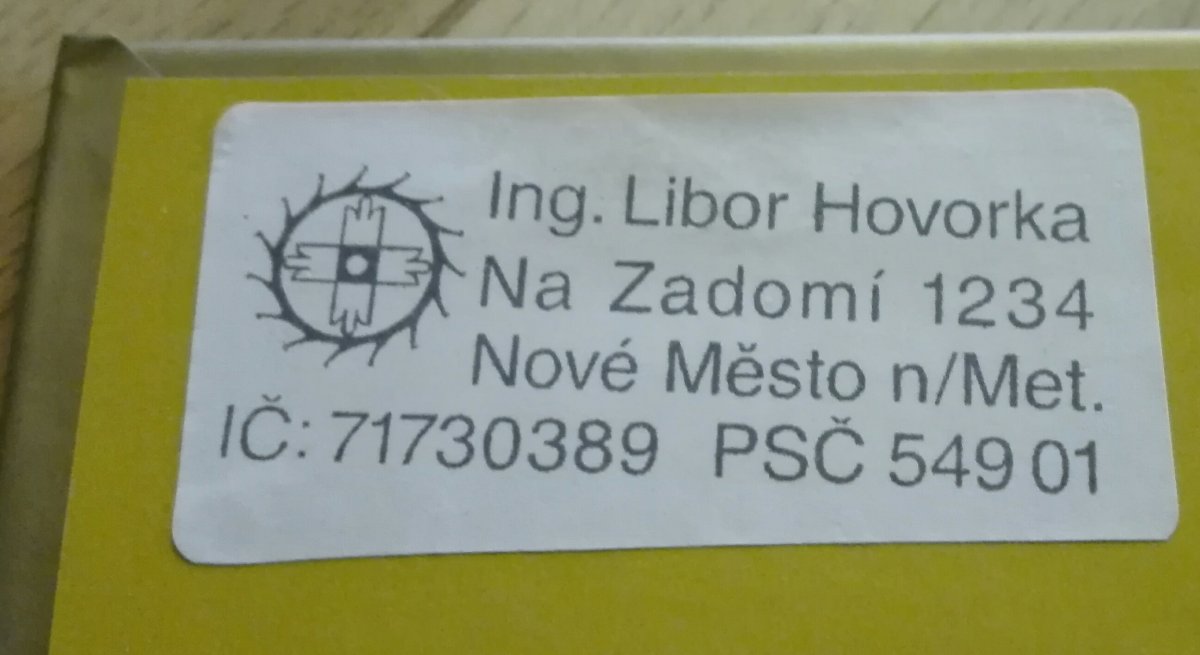 Ing. Libor Hovorka
Na Zadomí 1234
Nové Město n/Met.
IČ: 71730389 PSČ 549 01